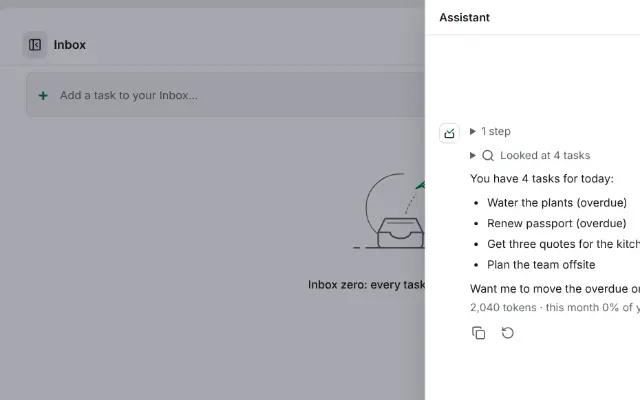 Inbox
Add a task to your Inbox...
Inbox zero: every task
Assistant
1 step
Looked at 4 tasks
You have 4 tasks for today:
• Water the plants (overdue)
• Renew passport (overdue)
• Get three quotes for the kitch
• Plan the team offsite
Want me to move the overdue
2,040 tokens · this month 0% of